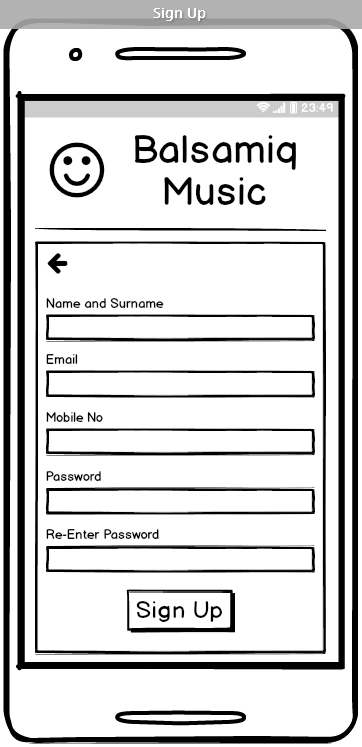 Sign Up
23:49
Balsamiq
Music
Name and Surname
Email
Mobile No
Password
Re-Enter Password
Sign Up